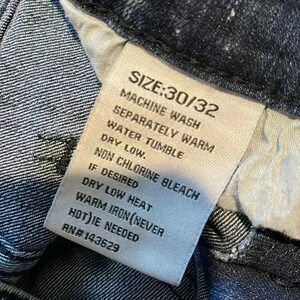 SIZE:30/32
MACHINE WASH
SEPARATELY WARM
WATER TUMBLE
DRY LOW.
NON CHLORINE BLEACH
IF DESIRED
DRY LOW HEAT
WARM IRON(NEVER
HOT)IE NEEDED
RN#143629